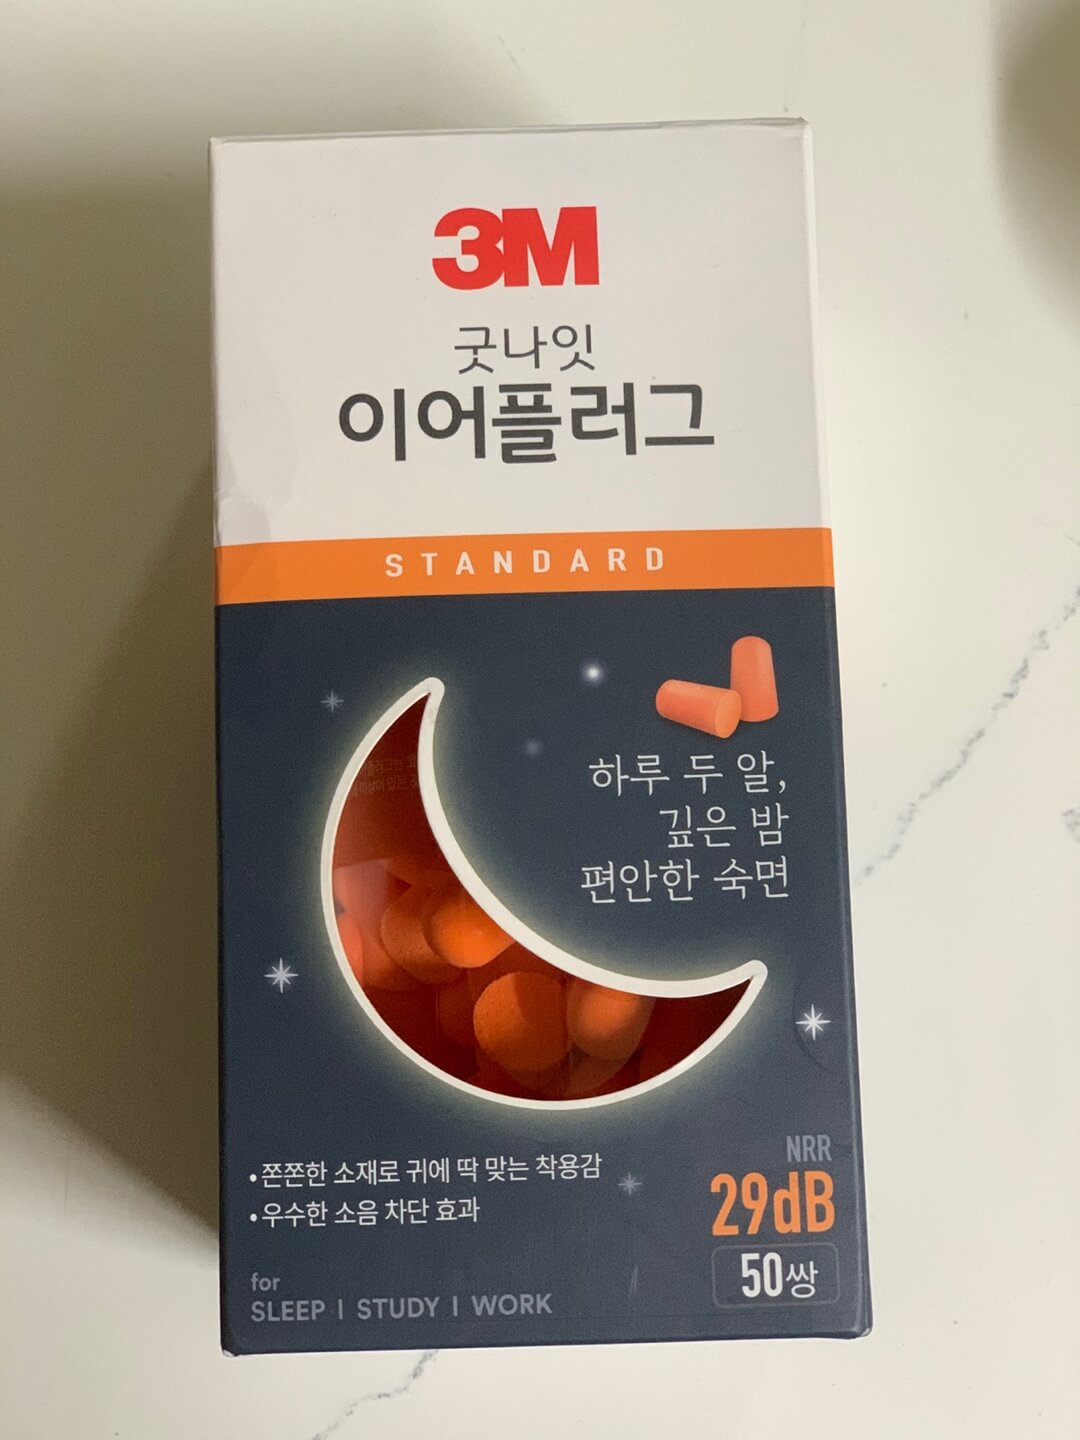 3M
굿나잇
이어플러그
STANDARD
하루 두 알,
깊은 밤
편안한 숙면
•쫀쫀한 소재로 귀에 딱 맞는 착용감
•우수한 소음 차단 효과
NRR
29dB
50쌍
for
SLEEP | STUDY | WORK